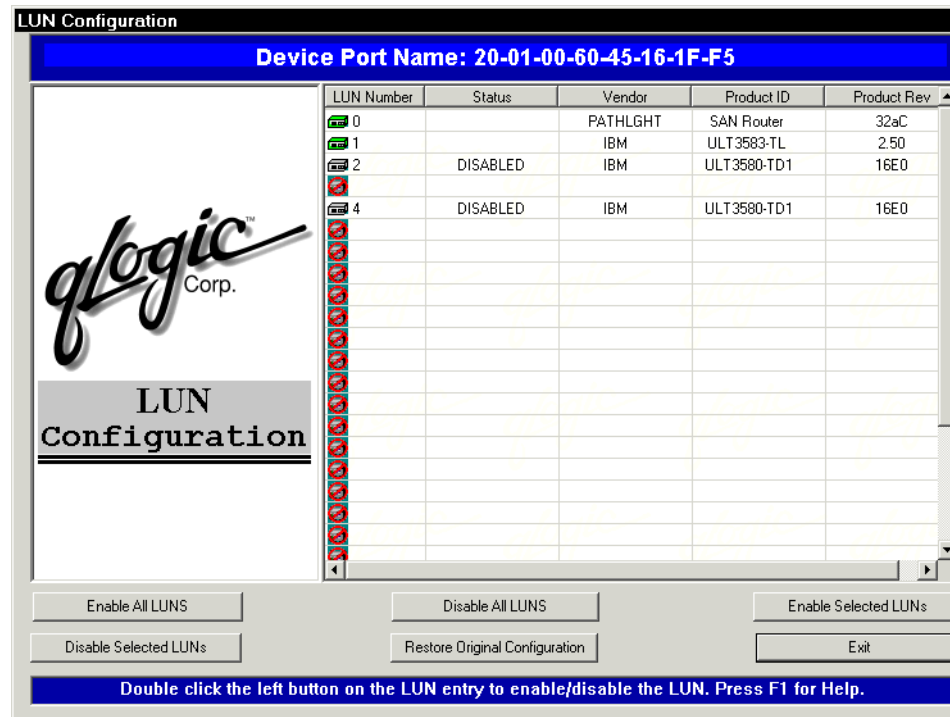 LUN Configuration
Device Port Name: 20-01-00-60-45-16-1F-F5
LUN Number Status Vendor Product ID Product Rev
0 PATHLGHT SAN Router 32aC
1 IBM ULT3583-TL 2.50
2 DISABLED IBM ULT3580-TD1 16E0
4 DISABLED IBM ULT3580-TD1 16E0
qLogic™
Corp.
LUN
Configuration
Enable All LUNS Disable All LUNS Enable Selected LUNs
Disable Selected LUNs Restore Original Configuration Exit
Double click the left button on the LUN entry to enable/disable the LUN. Press F1 for Help.